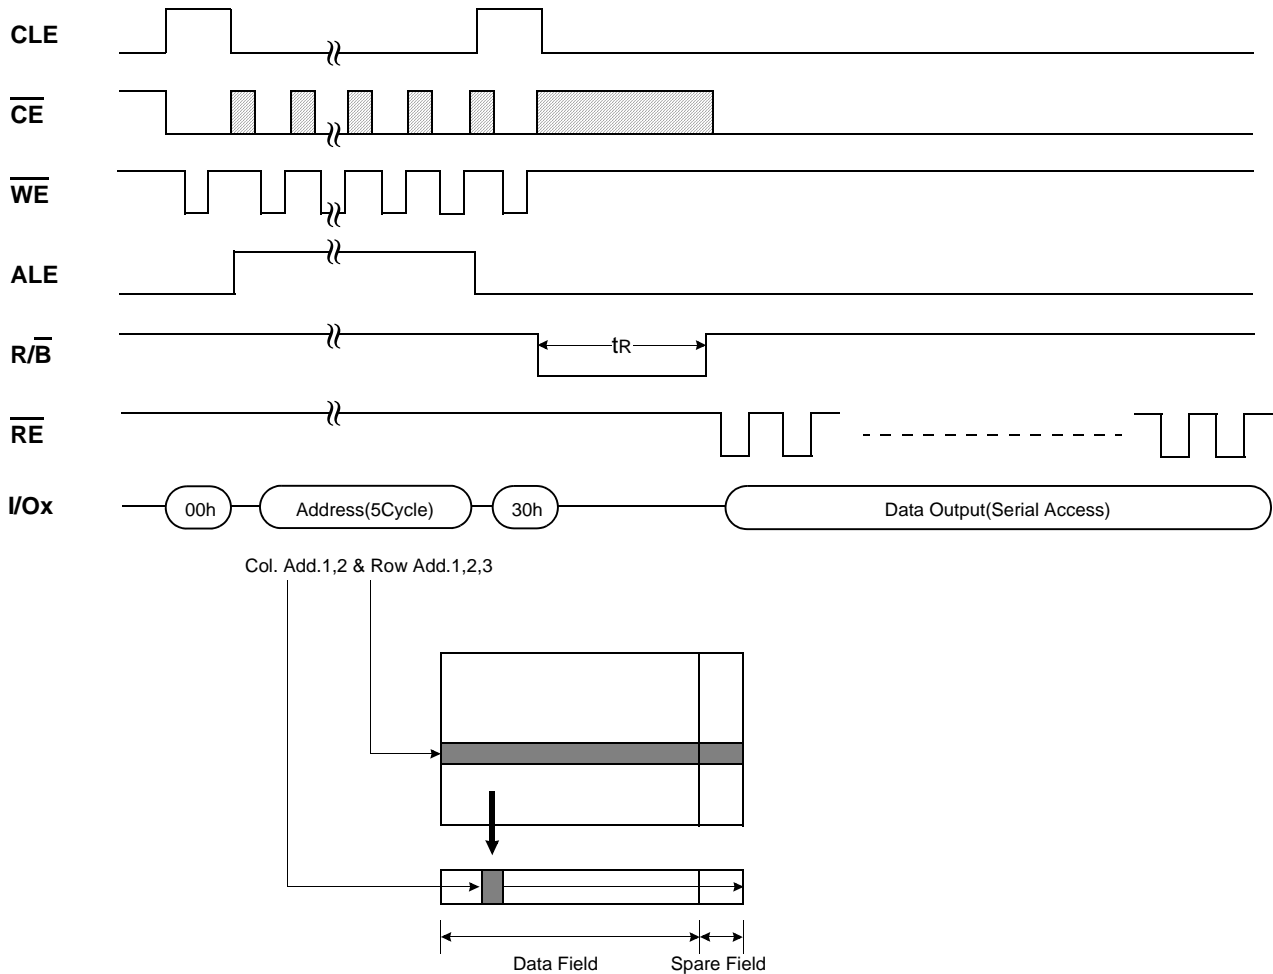 CLE
CE
WE
ALE
R/B
tR
RE
I/Ox
00h
Address(5Cycle)
30h
Data Output(Serial Access)
Col. Add.1,2 & Row Add.1,2,3
Data Field
Spare Field